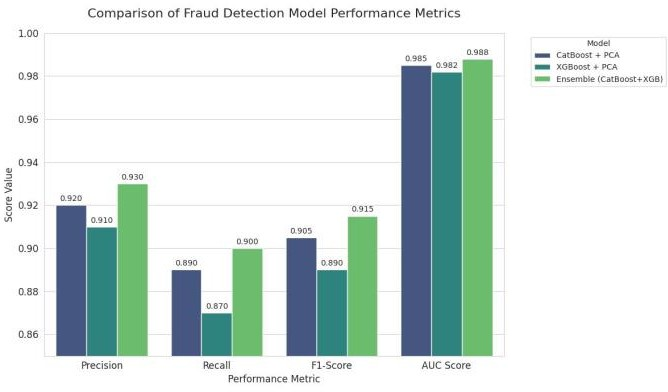 Comparison of Fraud Detection Model Performance Metrics
Model
CatBoost + PCA
XGBoost + PCA
Ensemble (CatBoost+XGB)
Score Value
1.00
0.98
0.96
0.94
0.92
0.90
0.88
0.86
0.920
0.910
0.930
0.890
0.870
0.900
0.905
0.890
0.915
0.985
0.982
0.988
Precision
Recall
F1-Score
AUC Score
Performance Metric